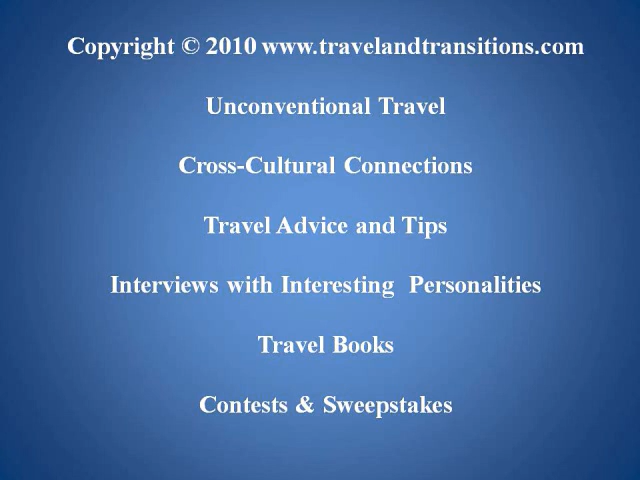 Copyright © 2010 www.travelandtransitions.com
Unconventional Travel
Cross-Cultural Connections
Travel Advice and Tips
Interviews with Interesting  Personalities
Travel Books
Contests & Sweepstakes